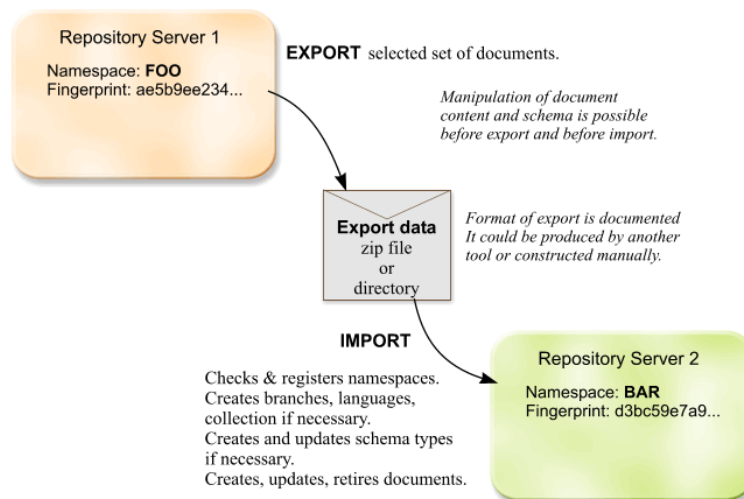 Repository Server 1
Namespace: FOO
Fingerprint: ae5b9ee234...
EXPORT selected set of documents.
Manipulation of document
content and schema is possible
before export and before import.
Export data
zip file
or
directory
Format of export is documented
It could be produced by another
tool or constructed manually.
IMPORT
Checks & registers namespaces.
Creates branches, languages,
collection if necessary.
Creates and updates schema types
if necessary.
Creates, updates, retires documents.
Repository Server 2
Namespace: BAR
Fingerprint: d3bc59e7a9...